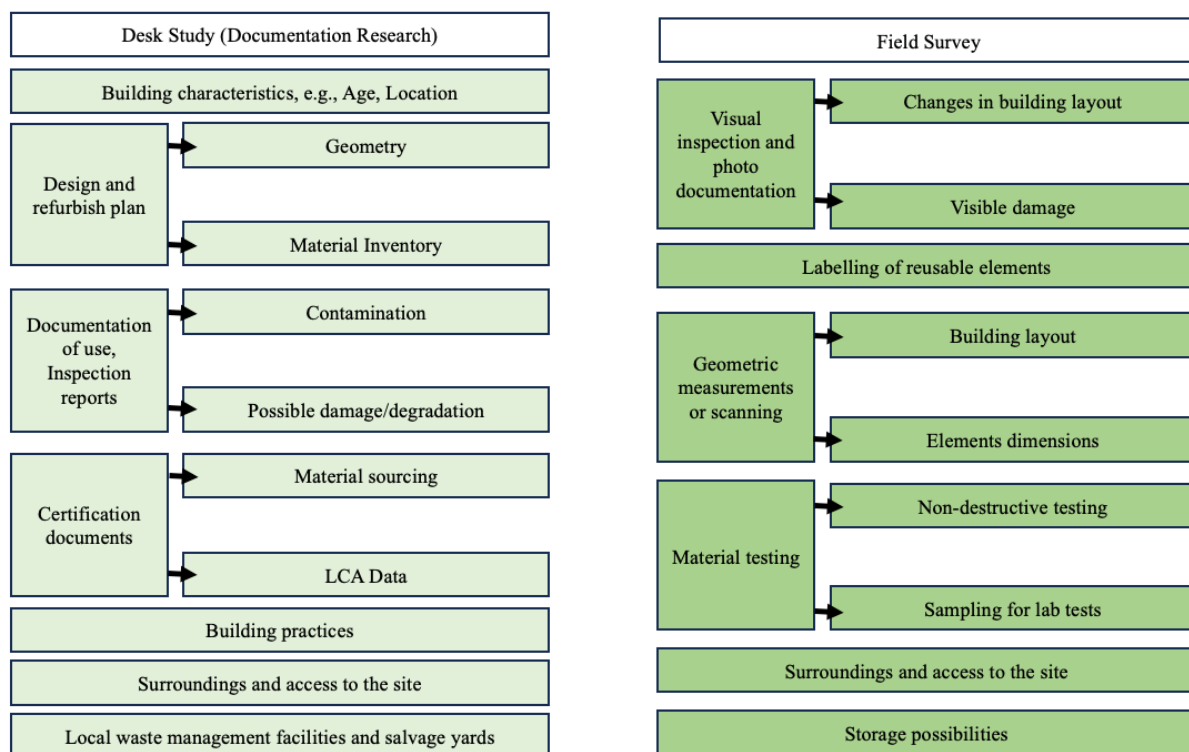 Desk Study (Documentation Research)
Building characteristics, e.g., Age, Location
Design and
refurbish plan
Geometry
Material Inventory
Documentation
of use,
Inspection
reports
Contamination
Possible damage/degradation
Certification
documents
Material sourcing
LCA Data
Building practices
Surroundings and access to the site
Local waste management facilities and salvage yards
Field Survey
Visual
inspection and
photo
documentation
Changes in building layout
Visible damage
Labelling of reusable elements
Geometric
measurements
or scanning
Building layout
Elements dimensions
Material testing
Non-destructive testing
Sampling for lab tests
Surroundings and access to the site
Storage possibilities